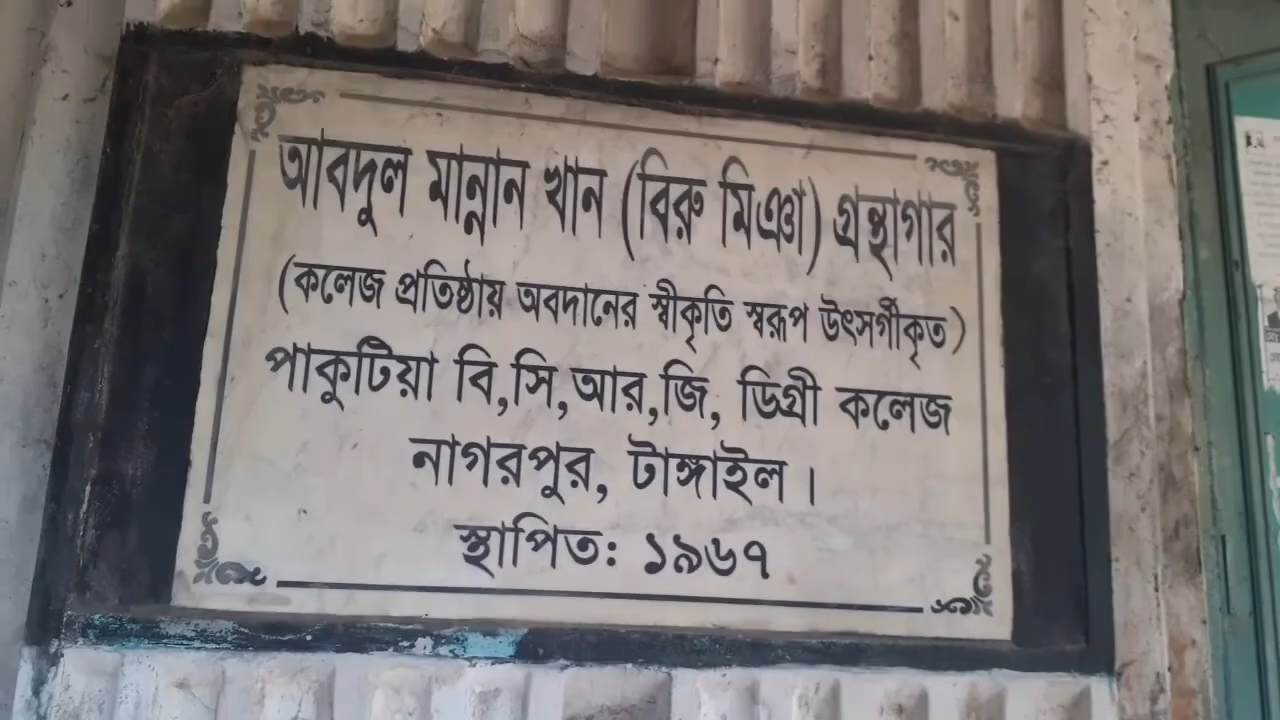 আবদুল মান্নান খান (বিরু মিঞা) গ্রন্থাগার
(কলেজ প্রতিষ্ঠায় অবদানের স্বীকৃতি স্বরূপ উৎসর্গীকৃত)
পাকুটিয়া বি,সি,আর,জি, ডিগ্রী কলেজ
নাগরপুর, টাঙ্গাইল।
স্থাপিত: ১৯৬৭